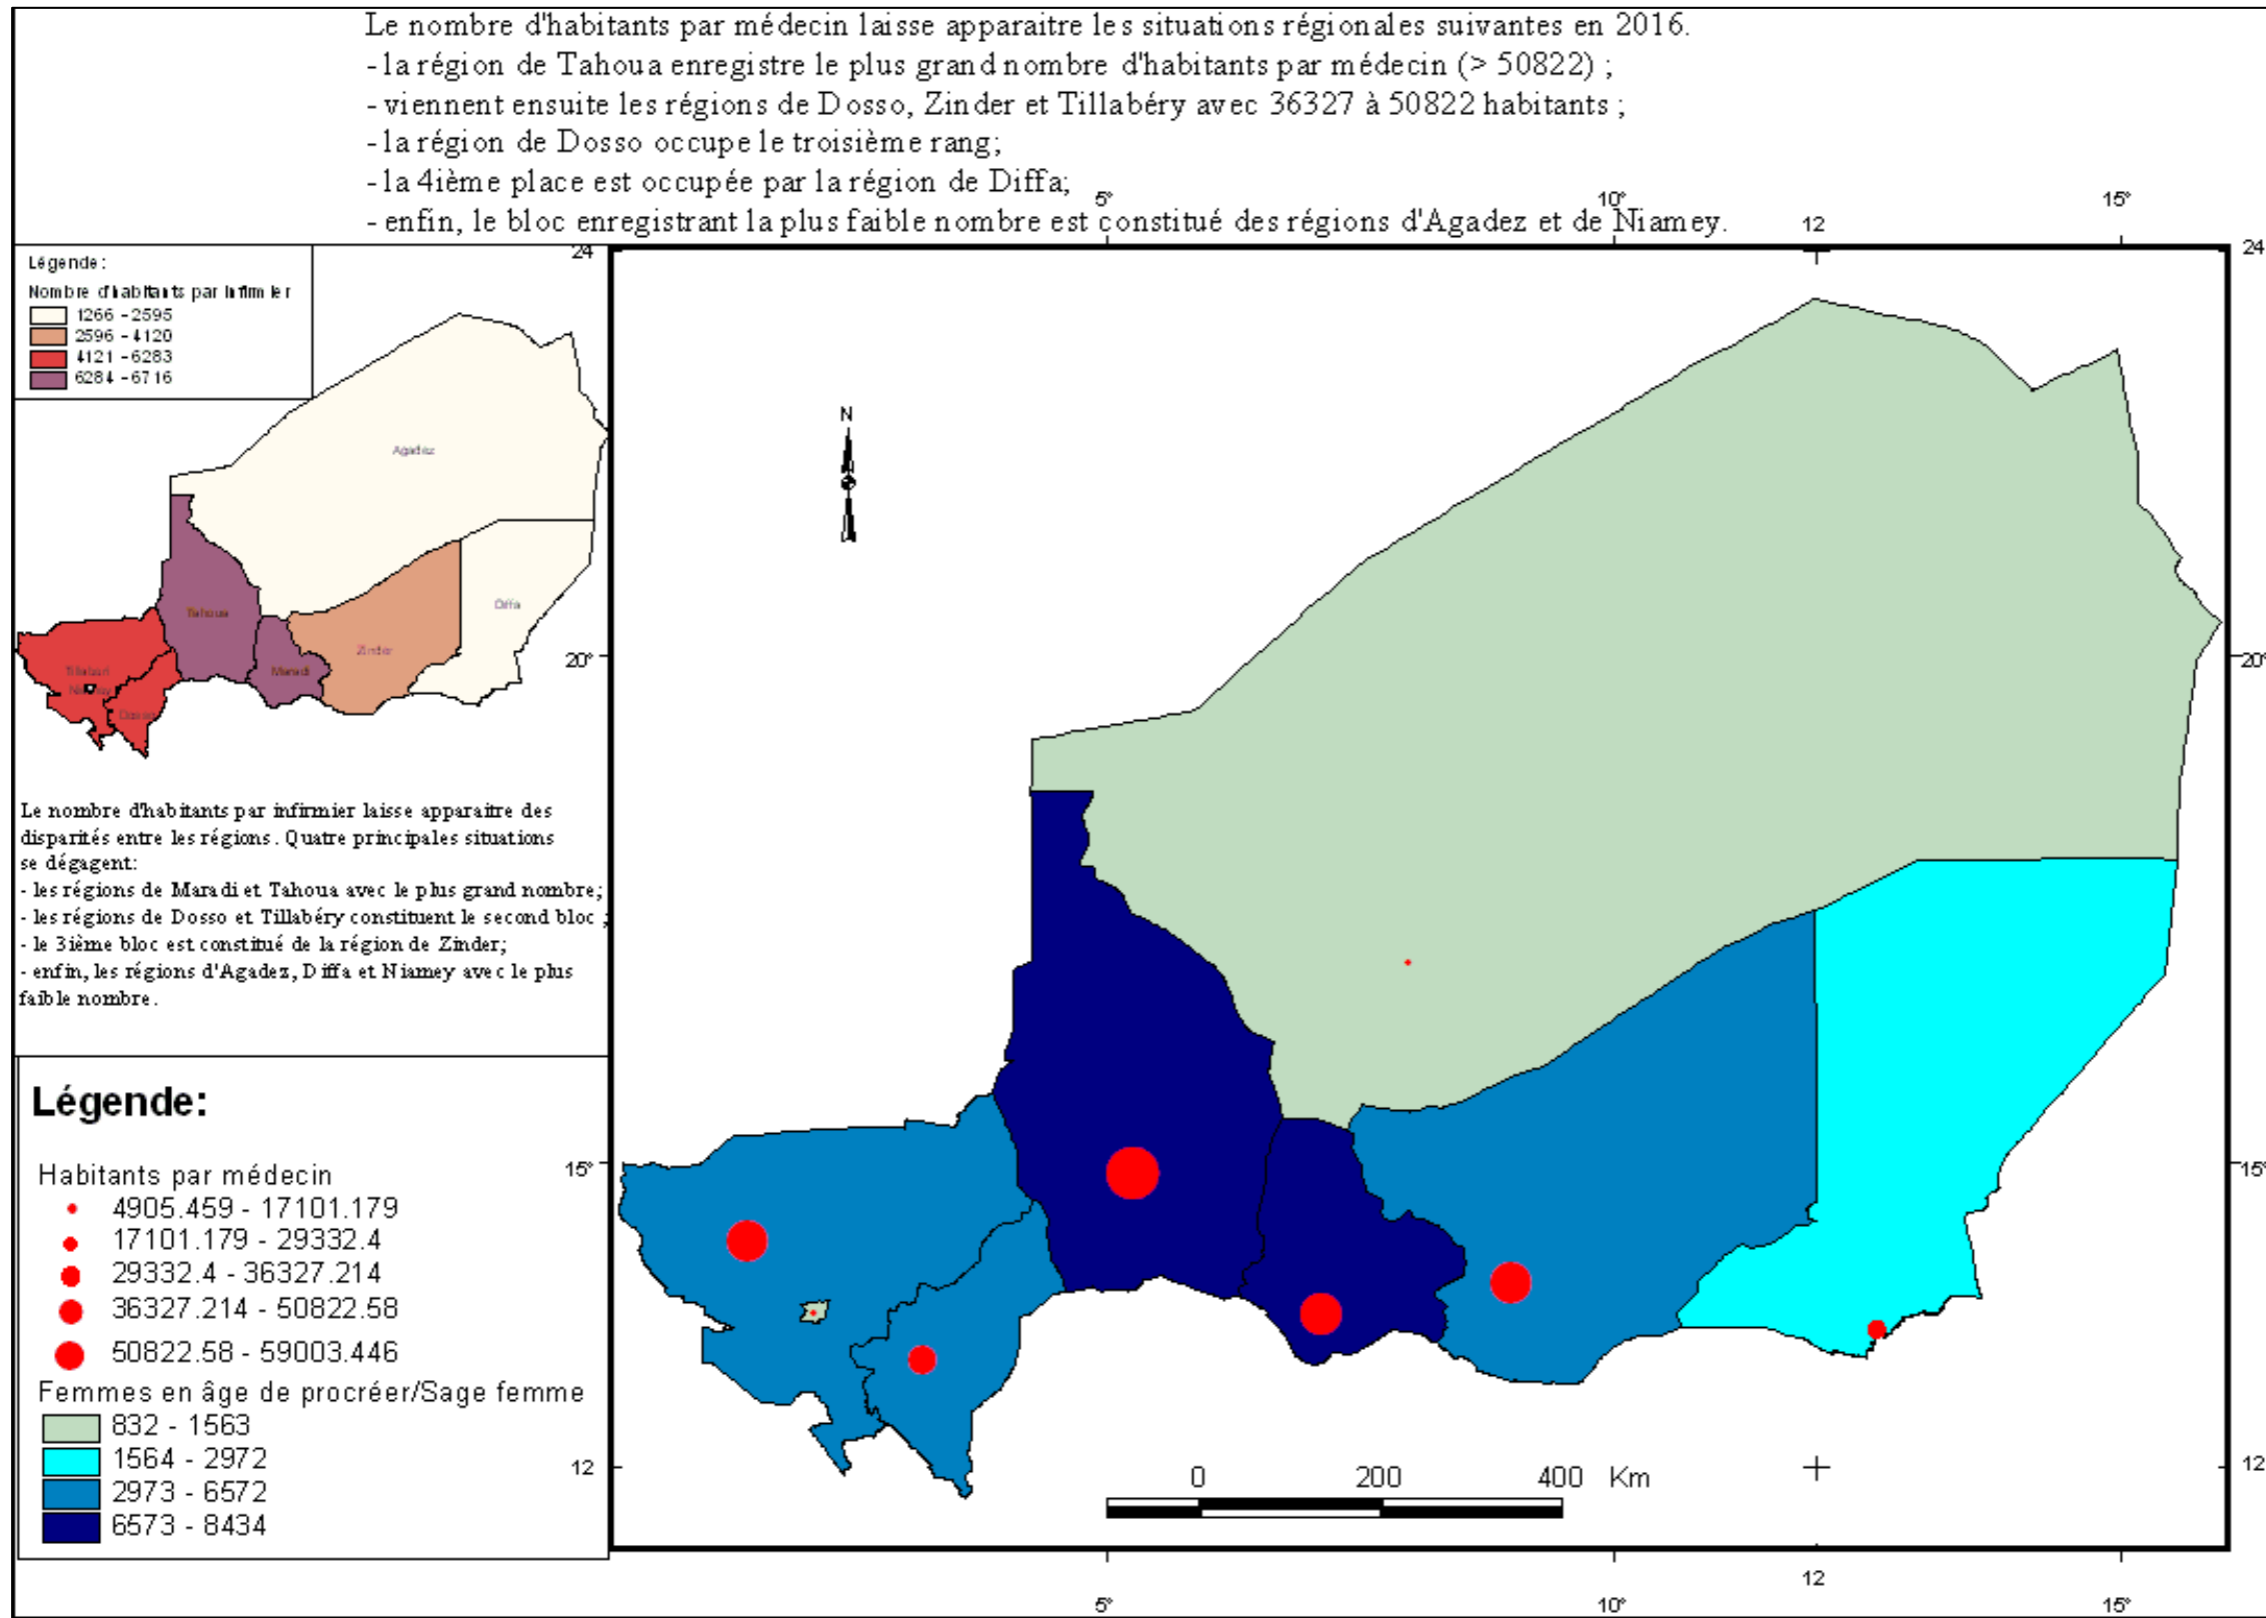 Le nombre d'habitants par médecin laisse apparaitre les situations régionales suivantes en 2016.
- la région de Tahoua enregistre le plus grand nombre d'habitants par médecin (> 50822) ;
- viennent ensuite les régions de Dosso, Zinder et Tillabéry avec 36327 à 50822 habitants ;
- la région de Dosso occupe le troisième rang;
- la 4ième place est occupée par la région de Diffa;
- enfin, le bloc enregistrant la plus faible nombre est constitué des régions d'Agadez et de Niamey.
5° 10° 12 15°
24
24
Légende:
Nombre d'habitants par infirmier
1266 - 2595
2596 - 4120
4121 - 6283
6284 - 6716
N
Agadez
Diffa
Tahoua
Zinder
Maradi
Tillaberi
Niamey
Dosso
20°
20°
Le nombre d'habitants par infirmier laisse apparaitre des
disparités entre les régions. Quatre principales situations
se dégagent:
- les régions de Maradi et Tahoua avec le plus grand nombre;
- les régions de Dosso et Tillabéry constituent le second bloc ;
- le 3ième bloc est constitué de la région de Zinder;
- enfin, les régions d'Agadez, Diffa et Niamey avec le plus
faible nombre.
Légende:
Habitants par médecin
4905.459 - 17101.179
17101.179 - 29332.4
29332.4 - 36327.214
36327.214 - 50822.58
50822.58 - 59003.446
Femmes en âge de procréer/Sage femme
832 - 1563
1564 - 2972
2973 - 6572
6573 - 8434
15°
15°
12
12
0 200 400 Km
5° 10° 12 15°